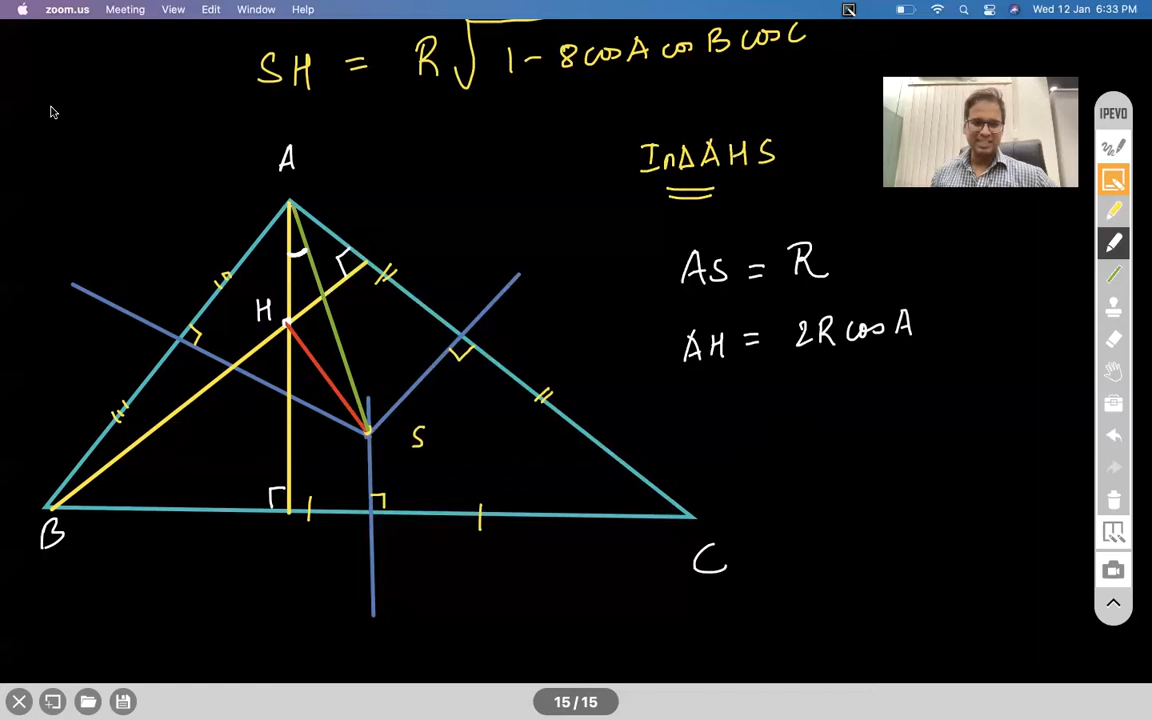 zoom.us Meeting View Edit Window Help Wed 12 Jan 6:33 PM
SH = R√1-8cosA cosB cosC
IPEVO
In∆ AHS
A
AS = R
H
AH = 2R cosA
S
B
C
15/15